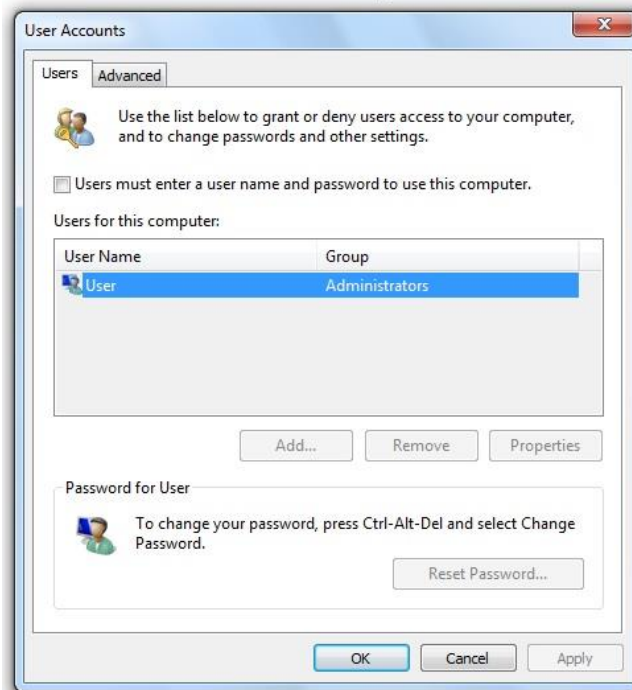 User Accounts
Users Advanced
Use the list below to grant or deny users access to your computer,
and to change passwords and other settings.
Users must enter a user name and password to use this computer.
Users for this computer:
User Name Group
User Administrators
Add... Remove Properties
Password for User
To change your password, press Ctrl-Alt-Del and select Change
Password.
Reset Password...
OK Cancel Apply